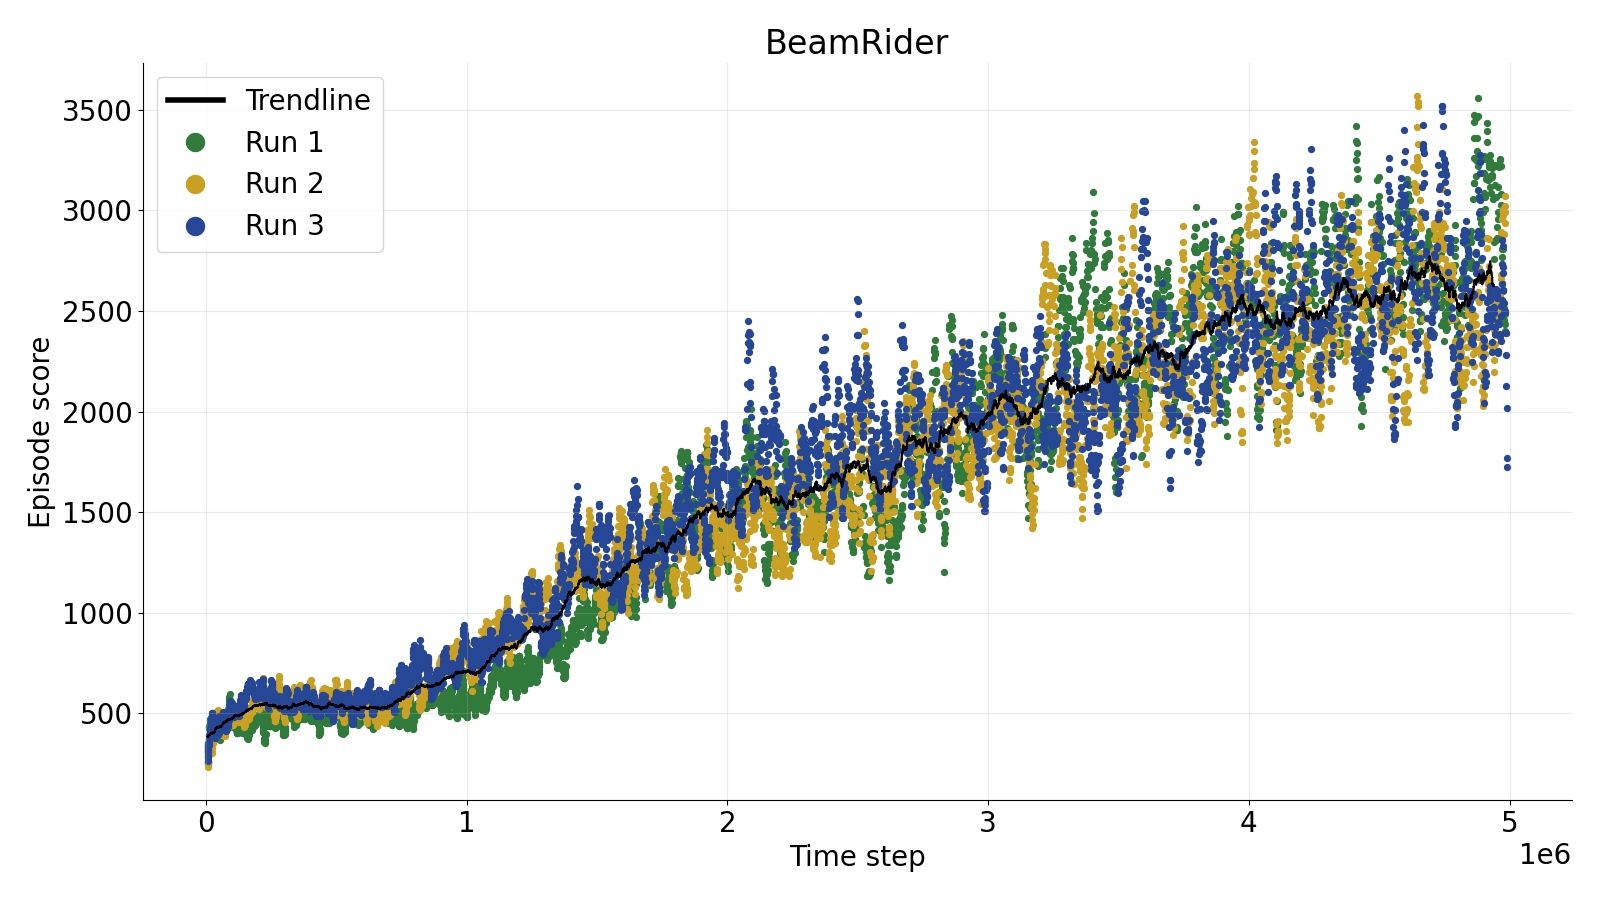 BeamRider
Trendline
Run 1
Run 2
Run 3
Episode score
3500
3000
2500
2000
1500
1000
500
0 1 2 3 4 5
1e6
Time step